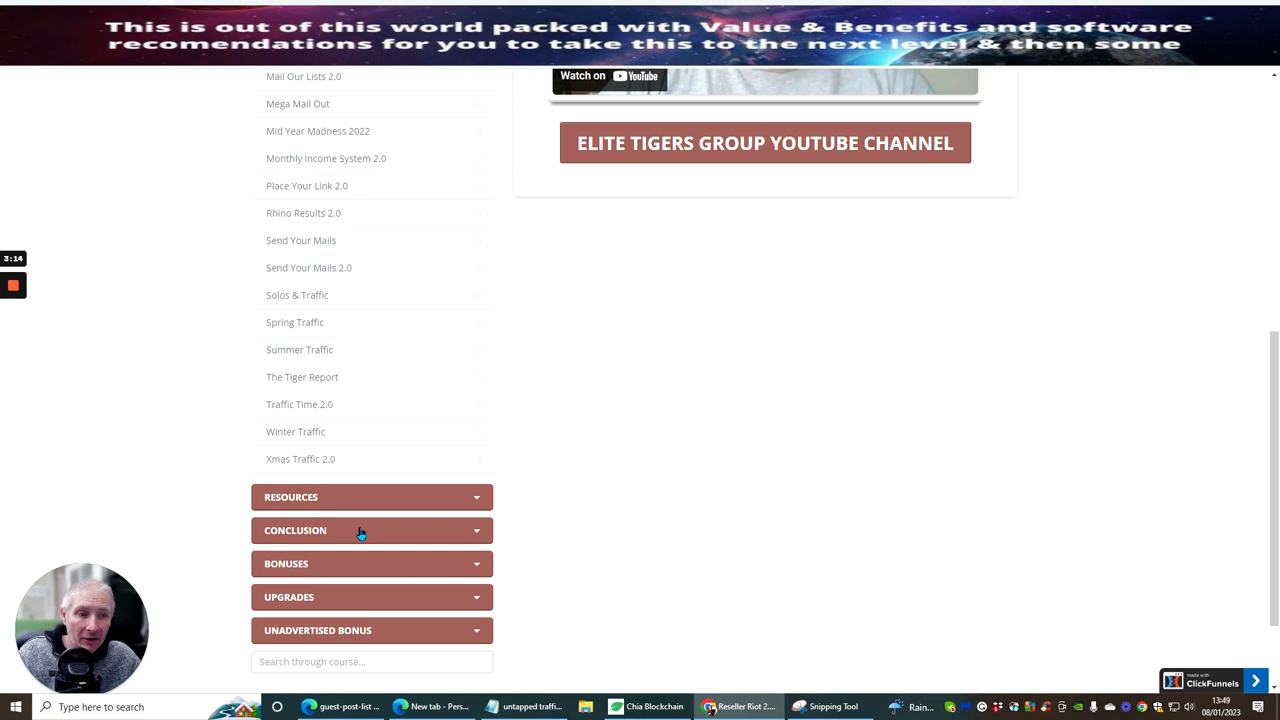 This is out of this world packed with Value & Benefits and software
recomendations for you to take this to the next level & then some
Mail Our Lists 2.0
Mega Mail Out
Mid Year Madness 2022
Monthly Income System 2.0
Place Your Link 2.0
Rhino Results 2.0
Send Your Mails
Send Your Mails 2.0
Solos & Traffic
Spring Traffic
Summer Traffic
The Tiger Report
Traffic Time 2.0
Winter Traffic
Xmas Traffic 2.0
RESOURCES
CONCLUSION
BONUSES
UPGRADES
UNADVERTISED BONUS
Search through course...
Watch on YouTube
ELITE TIGERS GROUP YOUTUBE CHANNEL
3:14
made with
ClickFunnels
Type here to search
guest-post-list ...
New tab - Pers...
untapped traffi...
Chia Blockchain
Reseller Riot 2....
Snipping Tool
Rain...
13:49
08/01/2023